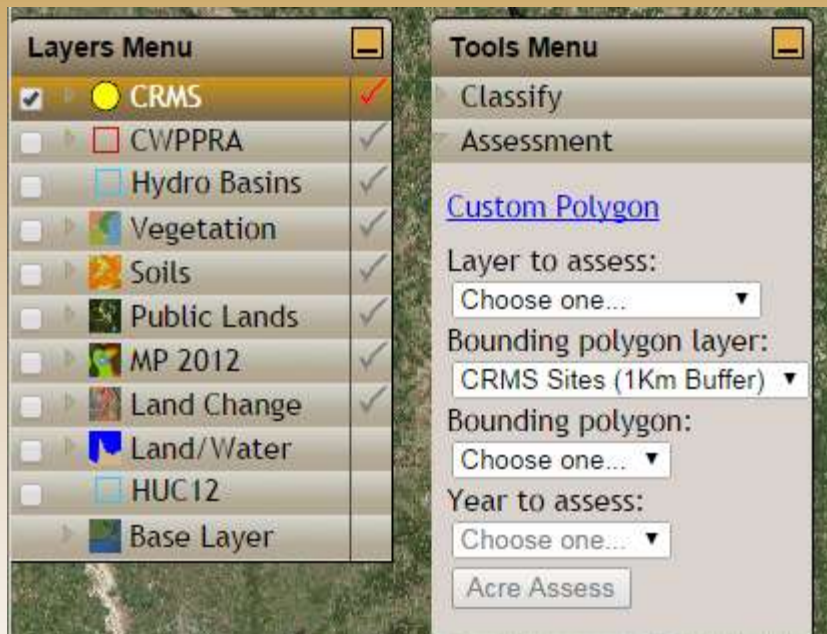 Layers Menu
CRMS
CWPPRA
Hydro Basins
Vegetation
Soils
Public Lands
MP 2012
Land Change
Land/Water
HUC12
Base Layer
Tools Menu
Classify
Assessment
Custom Polygon
Layer to assess:
Choose one...
Bounding polygon layer:
CRMS Sites (1Km Buffer)
Bounding polygon:
Choose one...
Year to assess:
Choose one...
Acre Assess